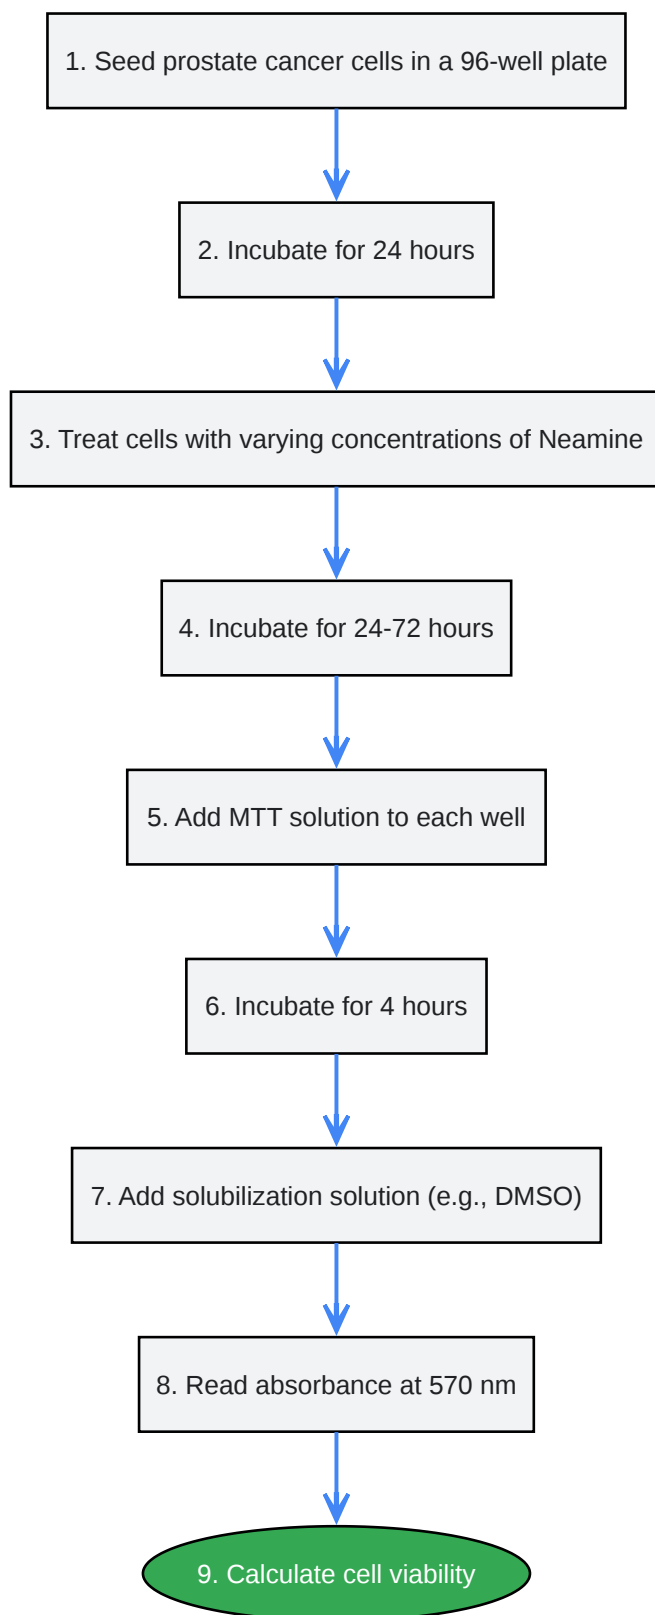 1. Seed prostate cancer cells in a 96-well plate
2. Incubate for 24 hours
3. Treat cells with varying concentrations of Neamine
4. Incubate for 24-72 hours
5. Add MTT solution to each well
6. Incubate for 4 hours
7. Add solubilization solution (e.g., DMSO)
8. Read absorbance at 570 nm
9. Calculate cell viability